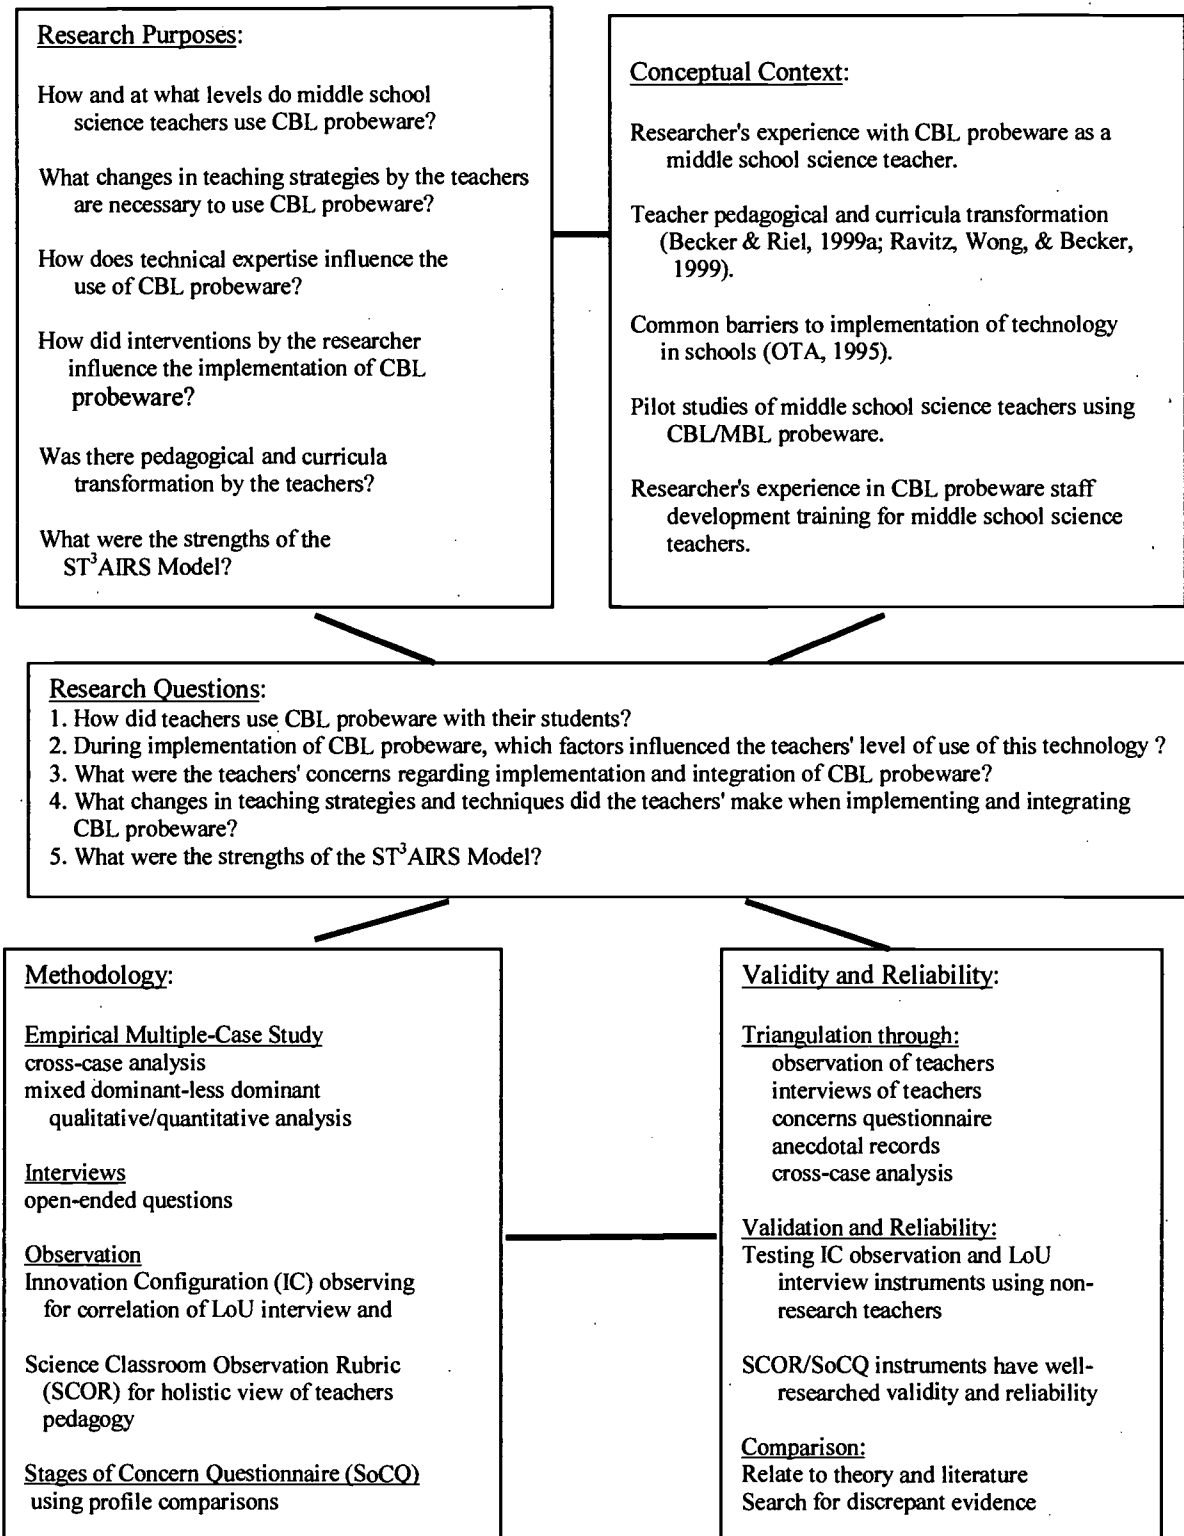 Research Purposes:
How and at what levels do middle school
science teachers use CBL probeware?
What changes in teaching strategies by the teachers
are necessary to use CBL probeware?
How does technical expertise influence the
use of CBL probeware?
How did interventions by the researcher
influence the implementation of CBL
probeware?
Was there pedagogical and curricula
transformation by the teachers?
What were the strengths of the
ST³AIRS Model?
Conceptual Context:
Researcher's experience with CBL probeware as a
middle school science teacher.
Teacher pedagogical and curricula transformation
(Becker & Riel, 1999a; Ravitz, Wong, & Becker,
1999).
Common barriers to implementation of technology
in schools (OTA, 1995).
Pilot studies of middle school science teachers using
CBL/MBL probeware.
Researcher's experience in CBL probeware staff
development training for middle school science
teachers.
Research Questions:
1. How did teachers use CBL probeware with their students?
2. During implementation of CBL probeware, which factors influenced the teachers' level of use of this technology ?
3. What were the teachers' concerns regarding implementation and integration of CBL probeware?
4. What changes in teaching strategies and techniques did the teachers' make when implementing and integrating
CBL probeware?
5. What were the strengths of the ST³AIRS Model?
Methodology:
Empirical Multiple-Case Study
cross-case analysis
mixed dominant-less dominant
qualitative/quantitative analysis
Interviews
open-ended questions
Observation
Innovation Configuration (IC) observing
for correlation of LoU interview and
Science Classroom Observation Rubric
(SCOR) for holistic view of teachers
pedagogy
Stages of Concern Questionnaire (SoCQ)
using profile comparisons
Validity and Reliability:
Triangulation through:
observation of teachers
interviews of teachers
concerns questionnaire
anecdotal records
cross-case analysis
Validation and Reliability:
Testing IC observation and LoU
interview instruments using non-
research teachers
SCOR/SoCQ instruments have well-
researched validity and reliability
Comparison:
Relate to theory and literature
Search for discrepant evidence